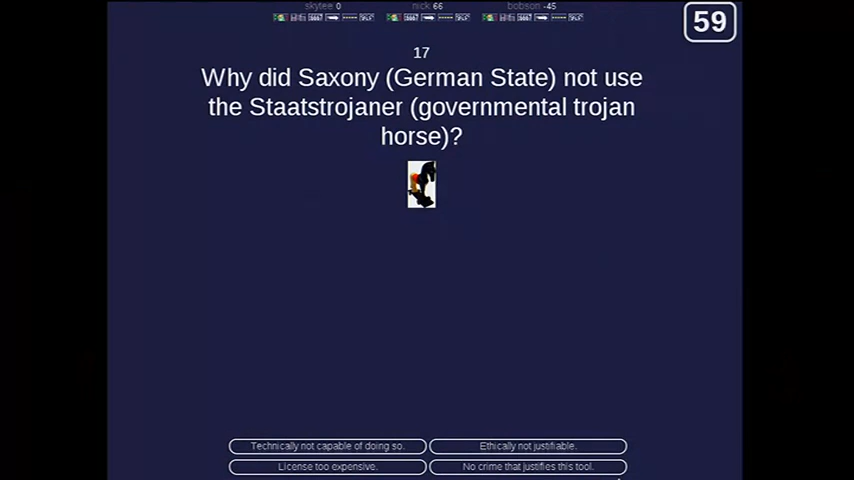 skytee 0 nick 66 bobson -45
59
17
Why did Saxony (German State) not use
the Staatstrojaner (governmental trojan
horse)?
Technically not capable of doing so. Ethically not justifiable.
License too expensive. No crime that justifies this tool.